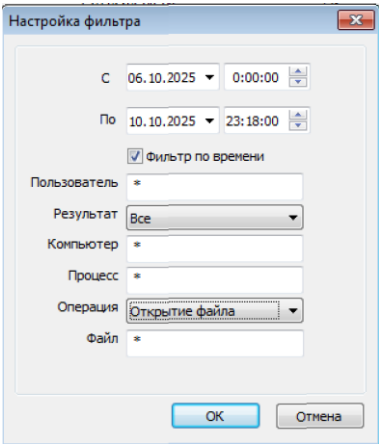 Настройка фильтра
С 06.10.2025 0:00:00
По 10.10.2025 23:18:00
Фильтр по времени
Пользователь *
Результат Все
Компьютер *
Процесс *
Операция Открытие файла
Файл *
OK Отмена